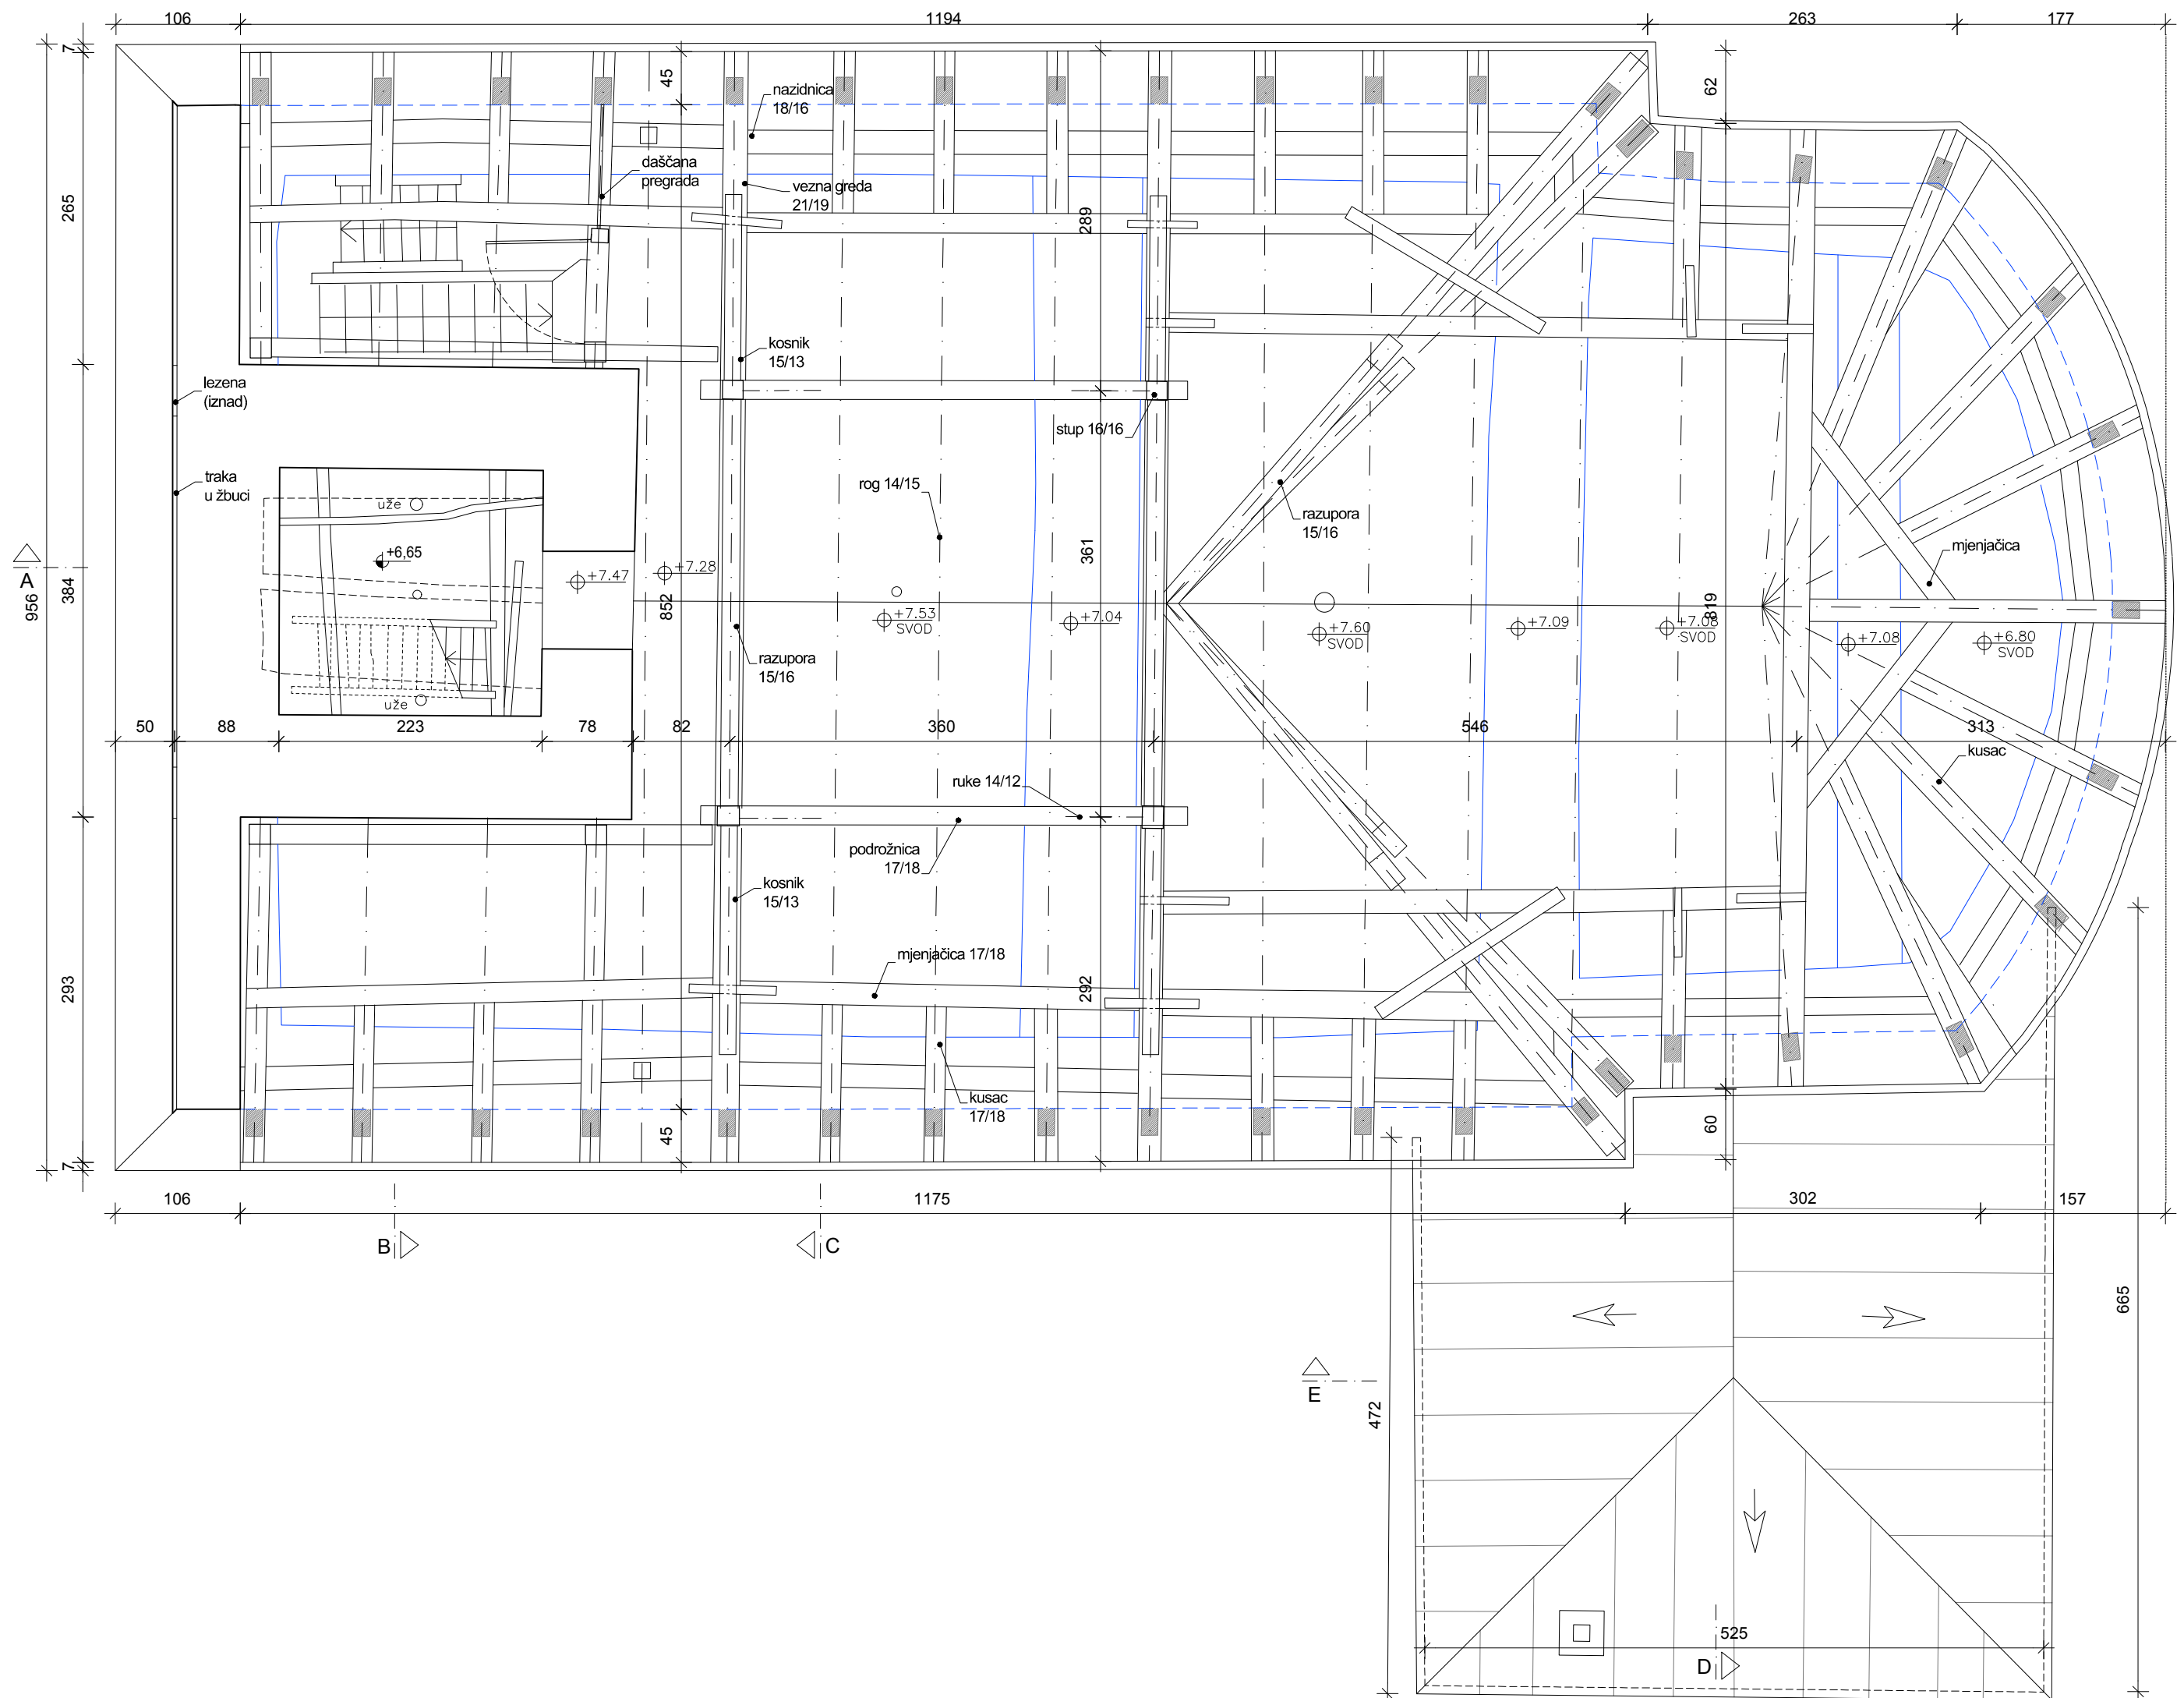 106
1194
263
177
7
45
62
nazidnica
18/16
daščana
pregrada
vezna greda
21/19
265
289
kosnik
15/13
lezena
(iznad)
stup 16/16
traka
u žbuci
uže
rog 14/15
razupora
15/16
+6,65
361
mjenjačica
A
956
384
+7.47
+7.28
852
+7.53
SVOD
+7.04
+7.60
SVOD
+7.09
+7.08
SVOD
819
+7.08
+6.80
SVOD
razupora
15/16
uže
50
88
223
78
82
360
546
313
kusac
ruke 14/12
podrožnica
17/18
kosnik
15/13
mjenjačica 17/18
293
292
kusac
17/18
45
60
7
106
1175
302
157
B
C
665
E
472
525
D